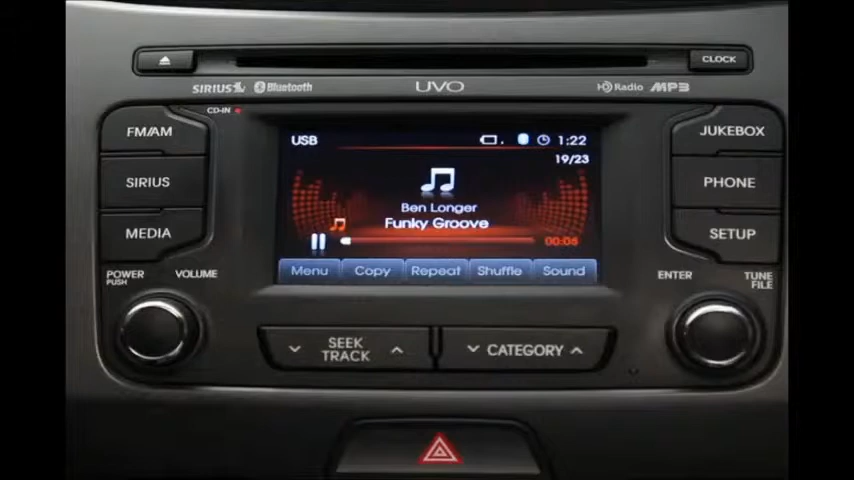 CLOCK
SIRIUS
Bluetooth
UVO
HD Radio
MP3
CD-IN
FM/AM
SIRIUS
MEDIA
USB
1:22
19/23
Ben Longer
Funky Groove
00:05
Menu
Copy
Repeat
Shuffle
Sound
JUKEBOX
PHONE
SETUP
POWER
PUSH
VOLUME
ENTER
TUNE
FILE
SEEK
TRACK
CATEGORY